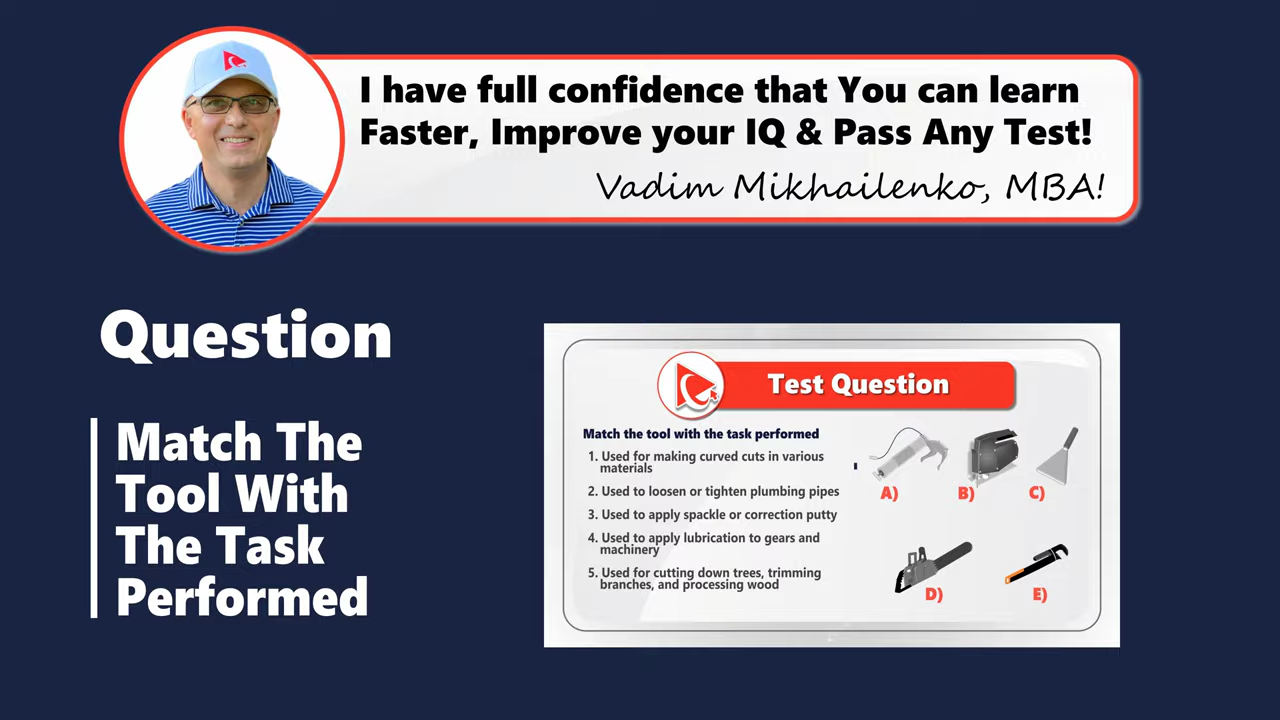 I have full confidence that You can learn
Faster, Improve your IQ & Pass Any Test!
Vadim Mikhailenko, MBA!
Question
Match The
Tool With
The Task
Performed
Test Question
Match the tool with the task performed
1. Used for making curved cuts in various
materials
2. Used to loosen or tighten plumbing pipes
3. Used to apply spackle or correction putty
4. Used to apply lubrication to gears and
machinery
5. Used for cutting down trees, trimming
branches, and processing wood
A)
B)
C)
D)
E)